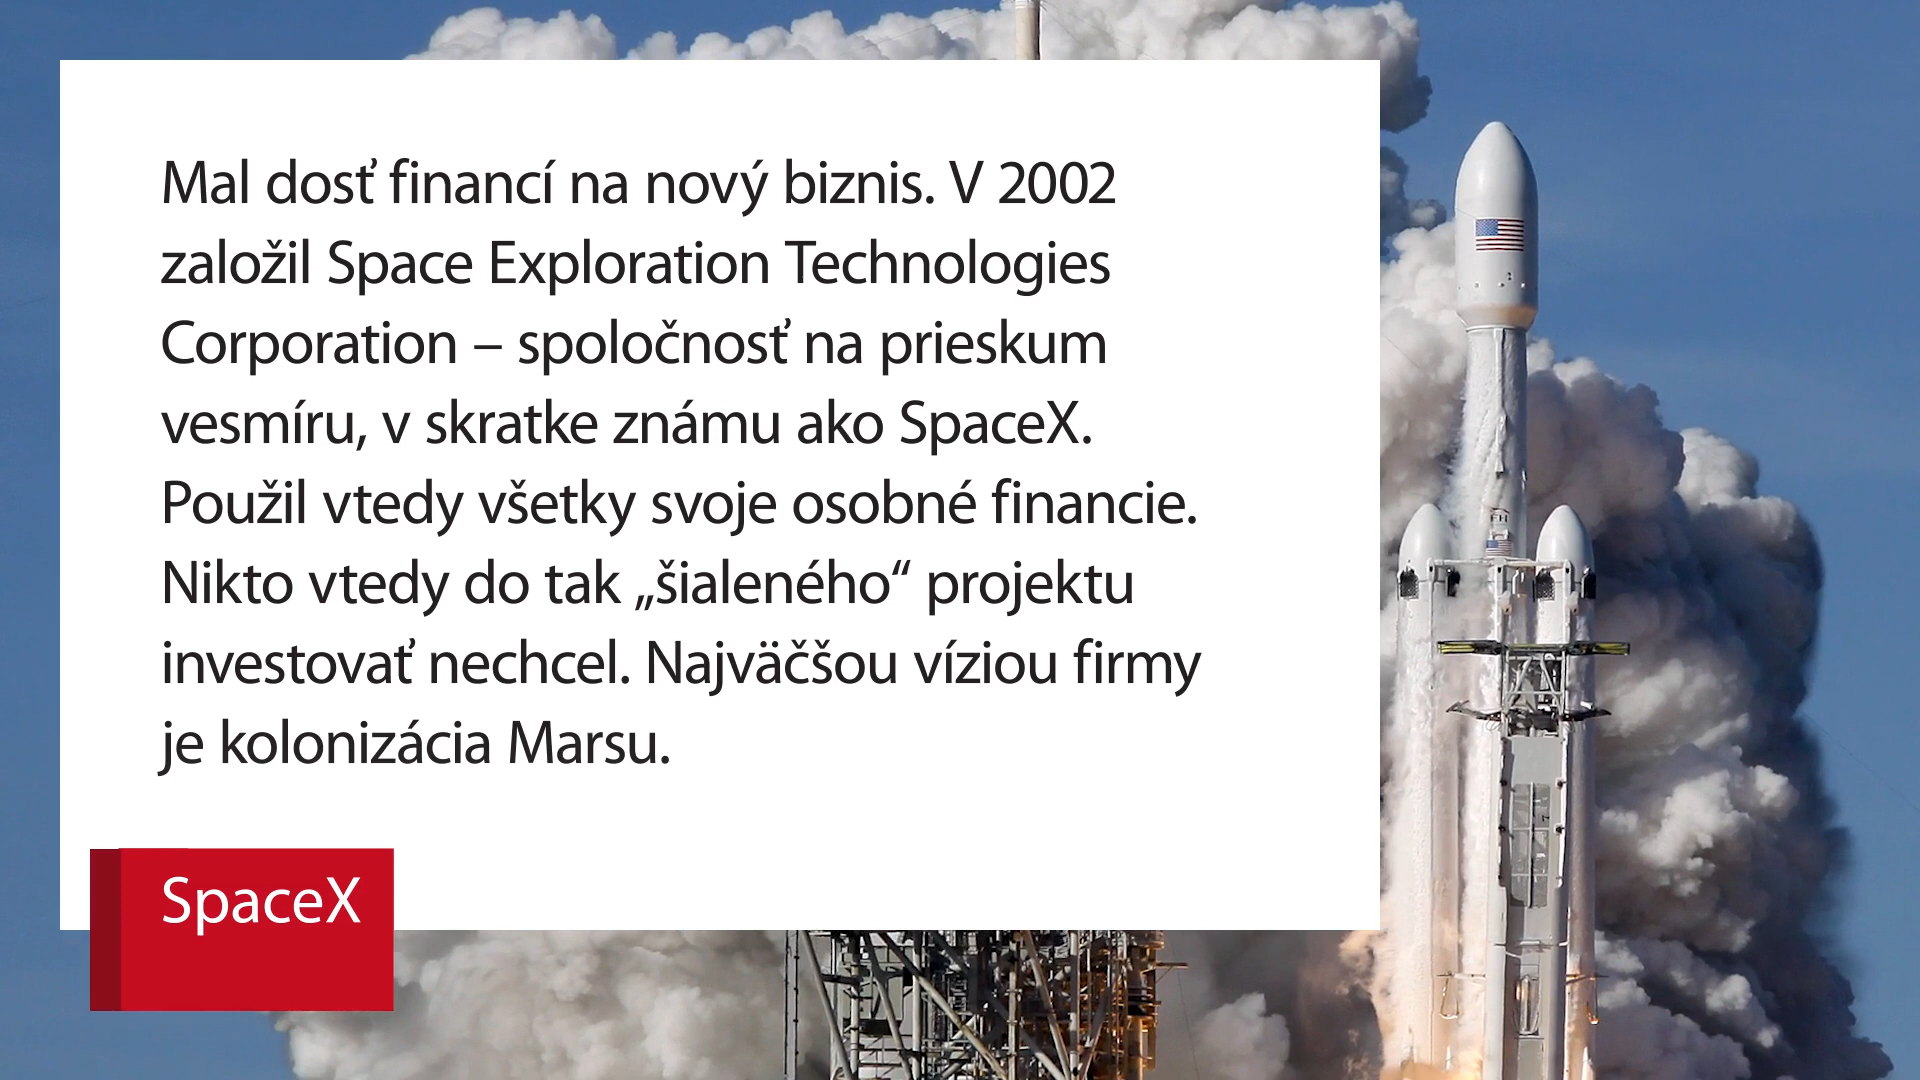 Mal dosť financí na nový biznis. V 2002
založil Space Exploration Technologies
Corporation – spoločnosť na prieskum
vesmíru, v skratke známu ako SpaceX.
Použil vtedy všetky svoje osobné financie.
Nikto vtedy do tak „šialeného“ projektu
investovať nechcel. Najväčšou víziou firmy
je kolonizácia Marsu.
SpaceX
FH